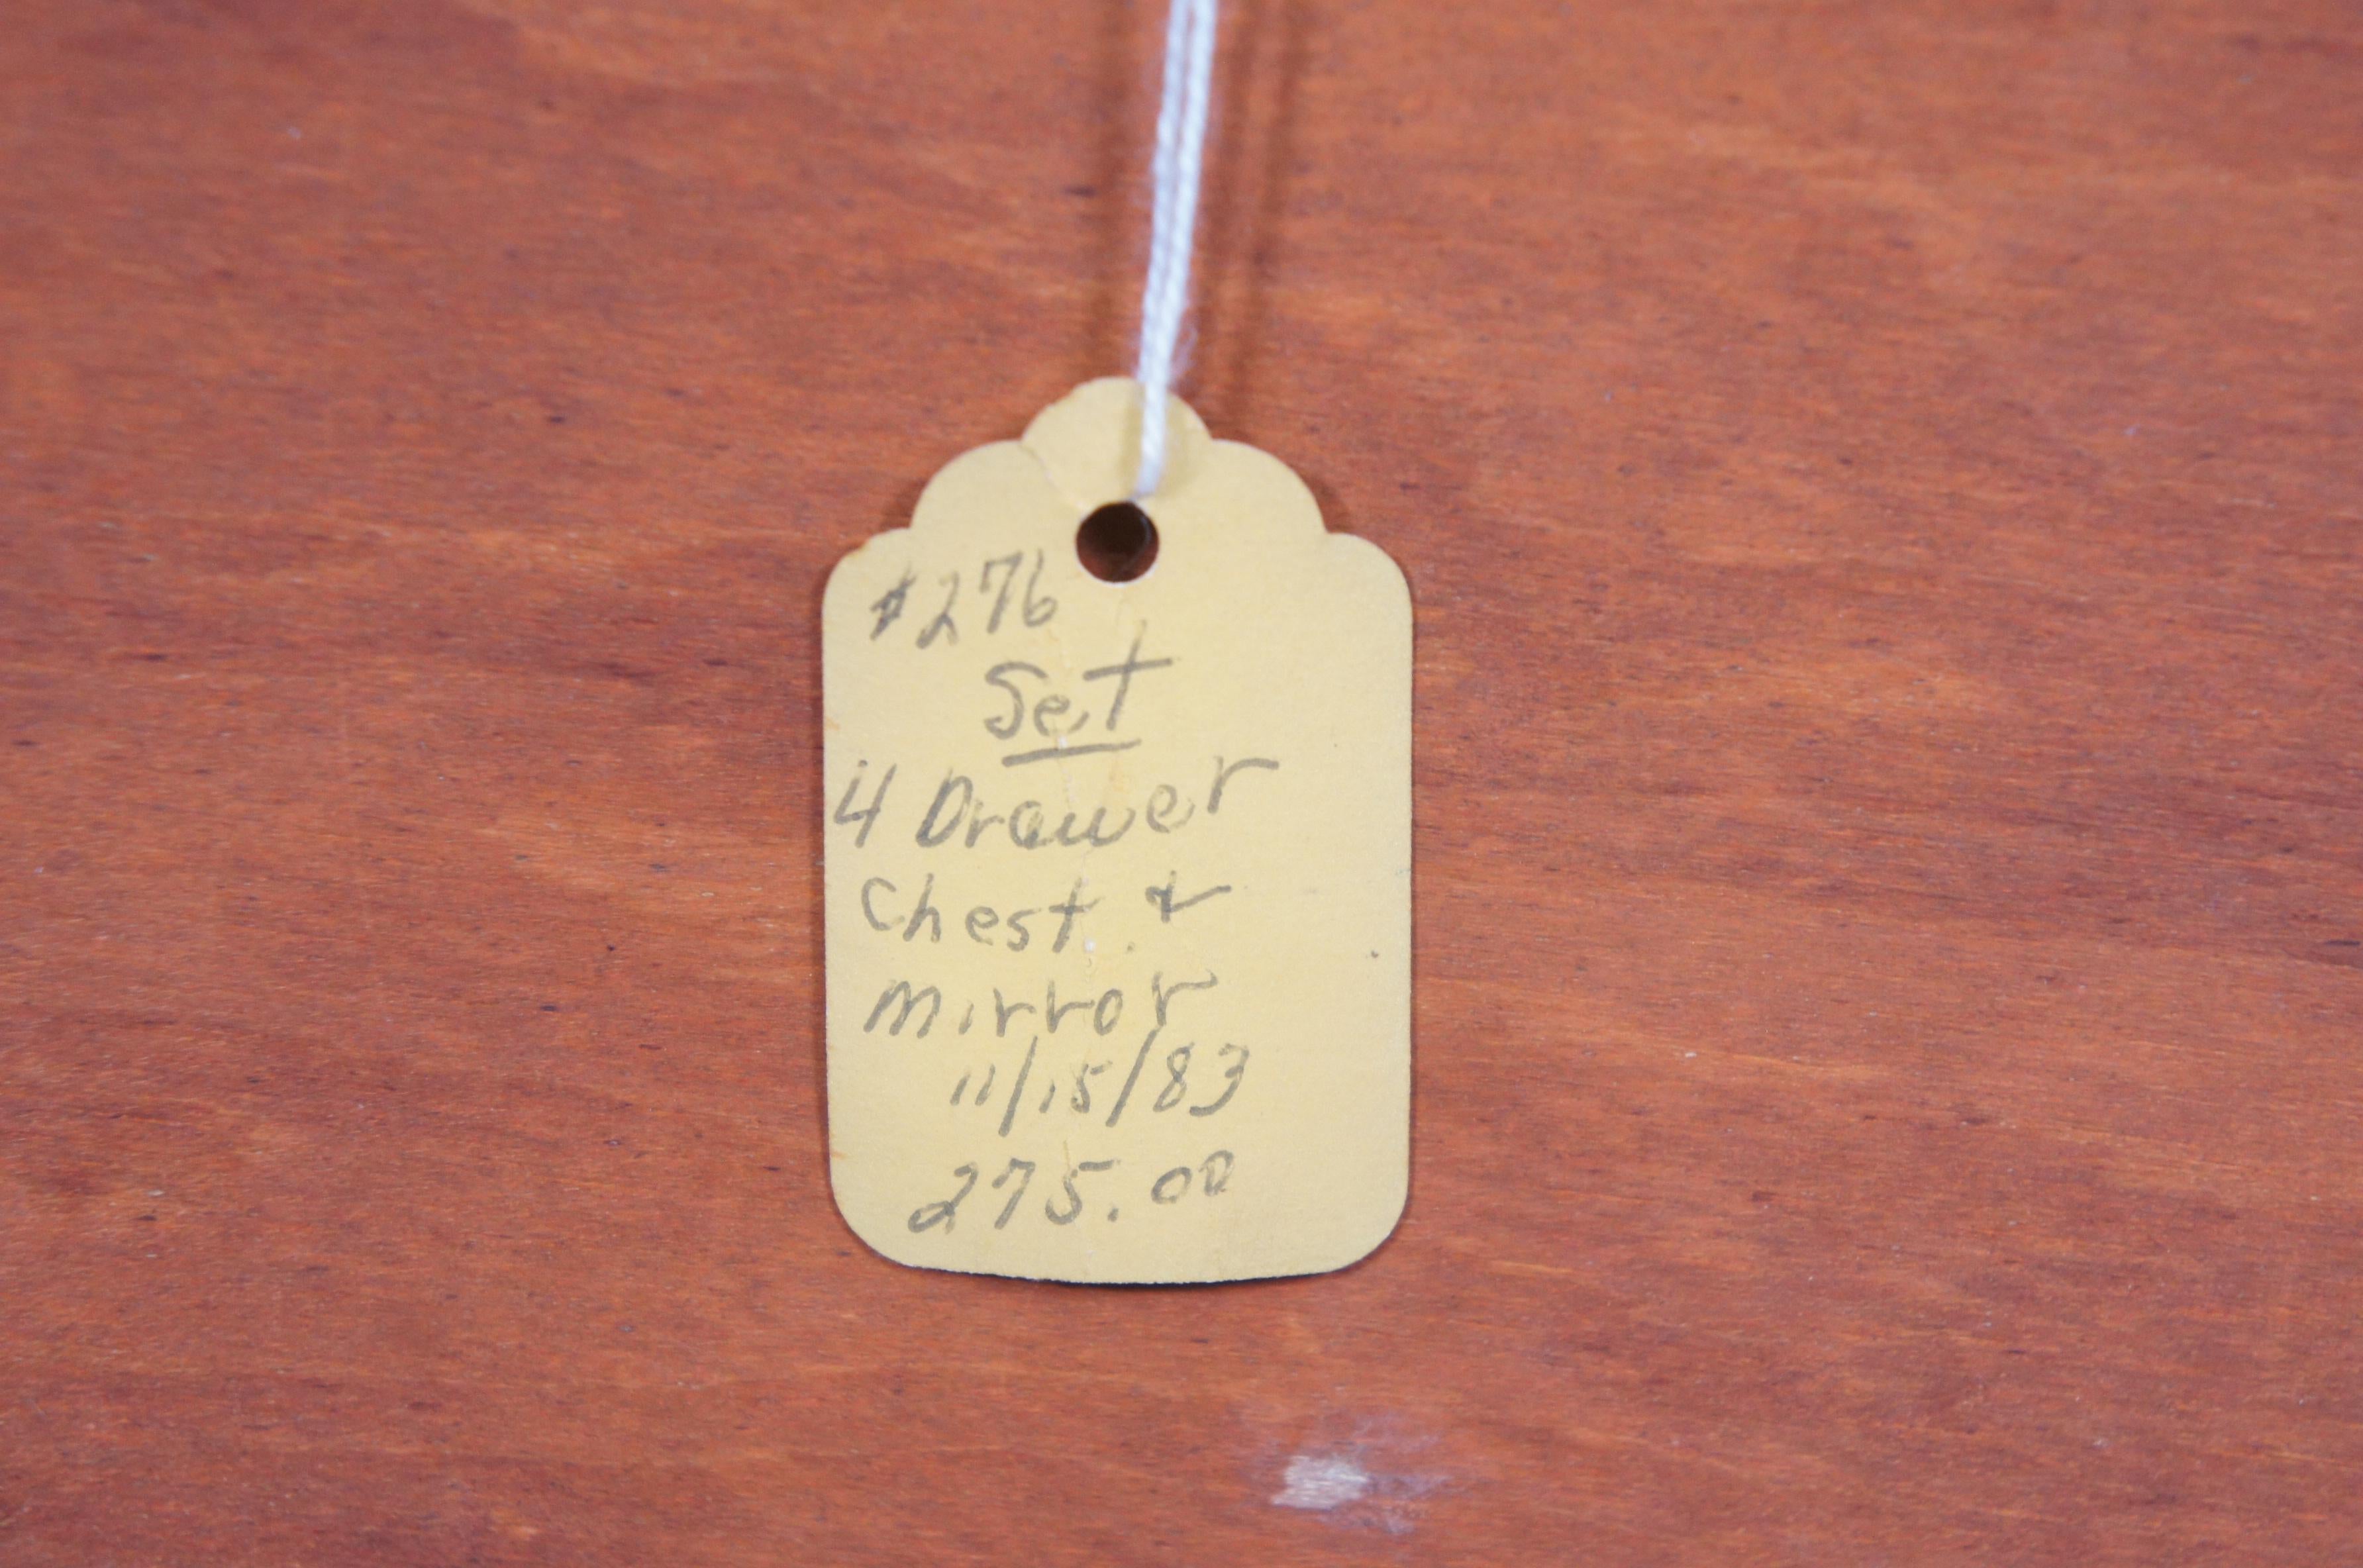 #276
Set
4 Drawer
Chest &
Mirror
11/15/83
275.00